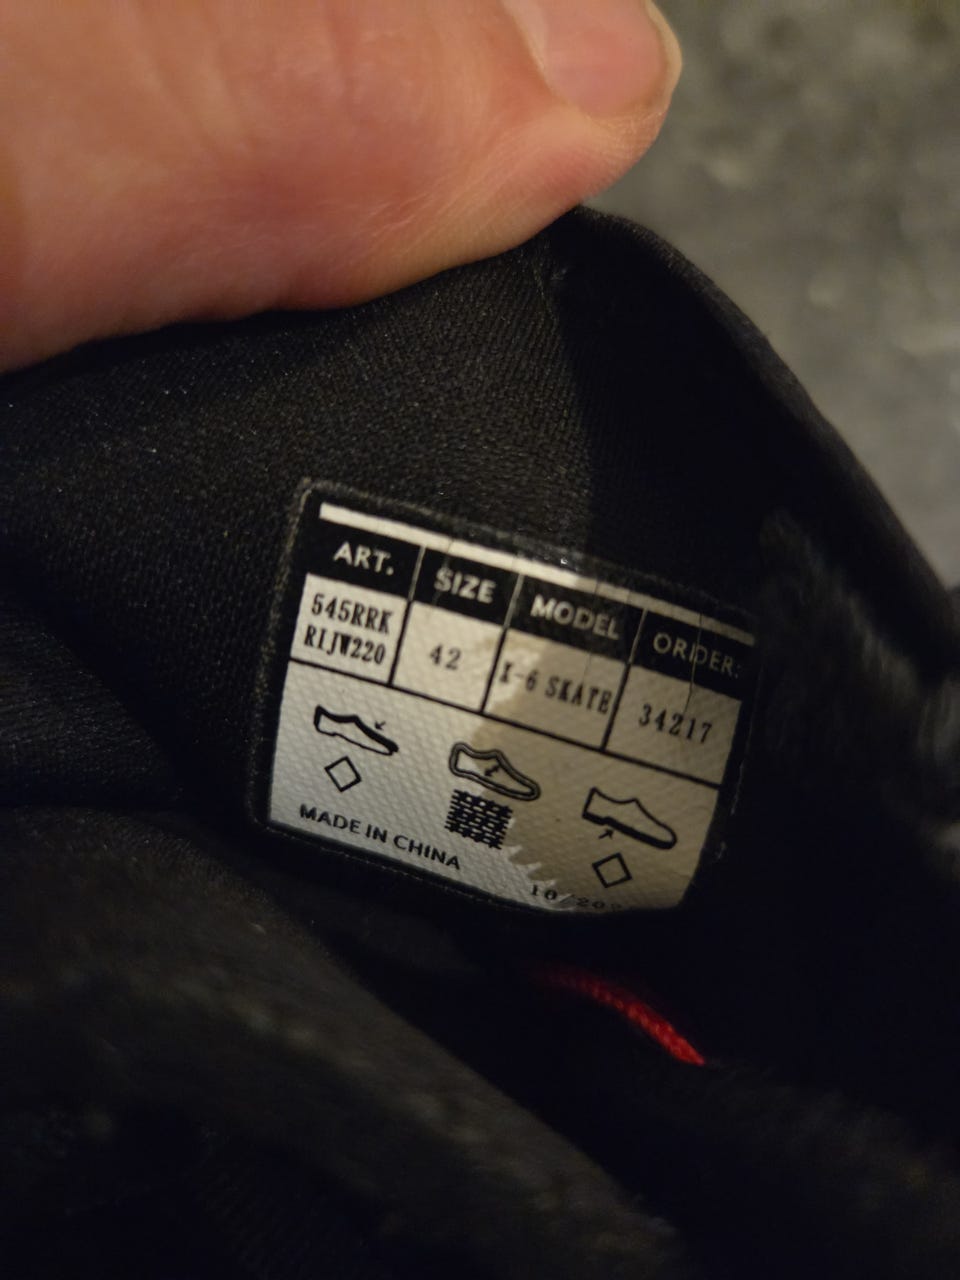 ART. SIZE MODEL ORDER:
545RRK
RIJW220 42 X-6 SKATE 34217
MADE IN CHINA